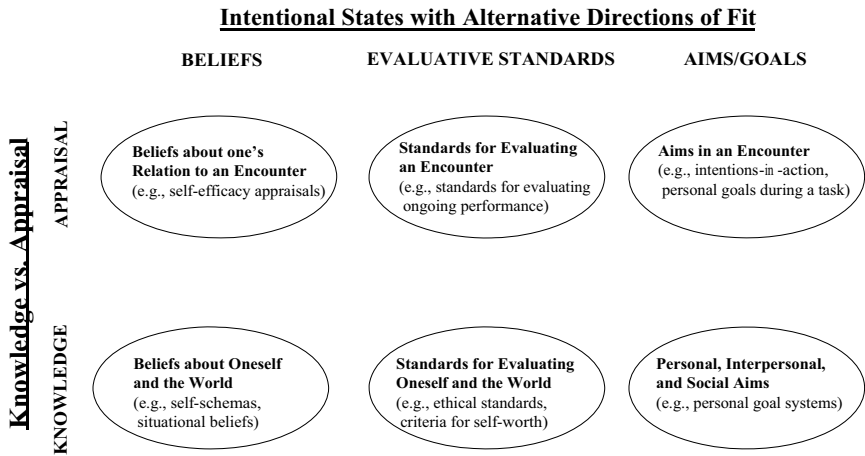 Intentional States with Alternative Directions of Fit
BELIEFS
EVALUATIVE STANDARDS
AIMS/GOALS
Knowledge vs. Appraisal
APPRAISAL
Beliefs about one's
Relation to an Encounter
(e.g., self-efficacy appraisals)
Standards for Evaluating
an Encounter
(e.g., standards for evaluating
ongoing performance)
Aims in an Encounter
(e.g., intentions-in -action,
personal goals during a task)
KNOWLEDGE
Beliefs about Oneself
and the World
(e.g., self-schemas,
situational beliefs)
Standards for Evaluating
Oneself and the World
(e.g., ethical standards,
criteria for self-worth)
Personal, Interpersonal,
and Social Aims
(e.g., personal goal systems)